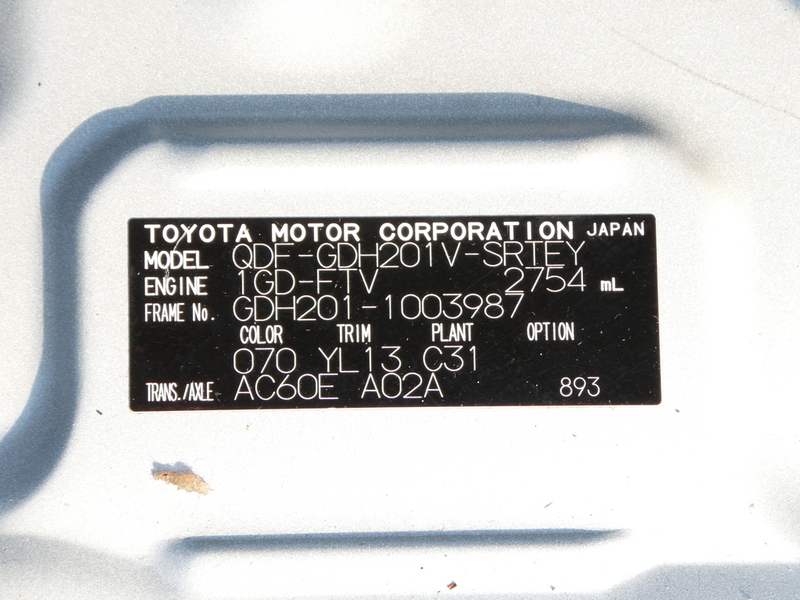 TOYOTA MOTOR CORPORATION JAPAN
MODEL QDF-GDH201V-SRTEY
ENGINE 1GD-FTV 2754 mL
FRAME No. GDH201-1003987
COLOR TRIM PLANT OPTION
070 YL13 C31
TRANS./AXLE AC60E A02A 893